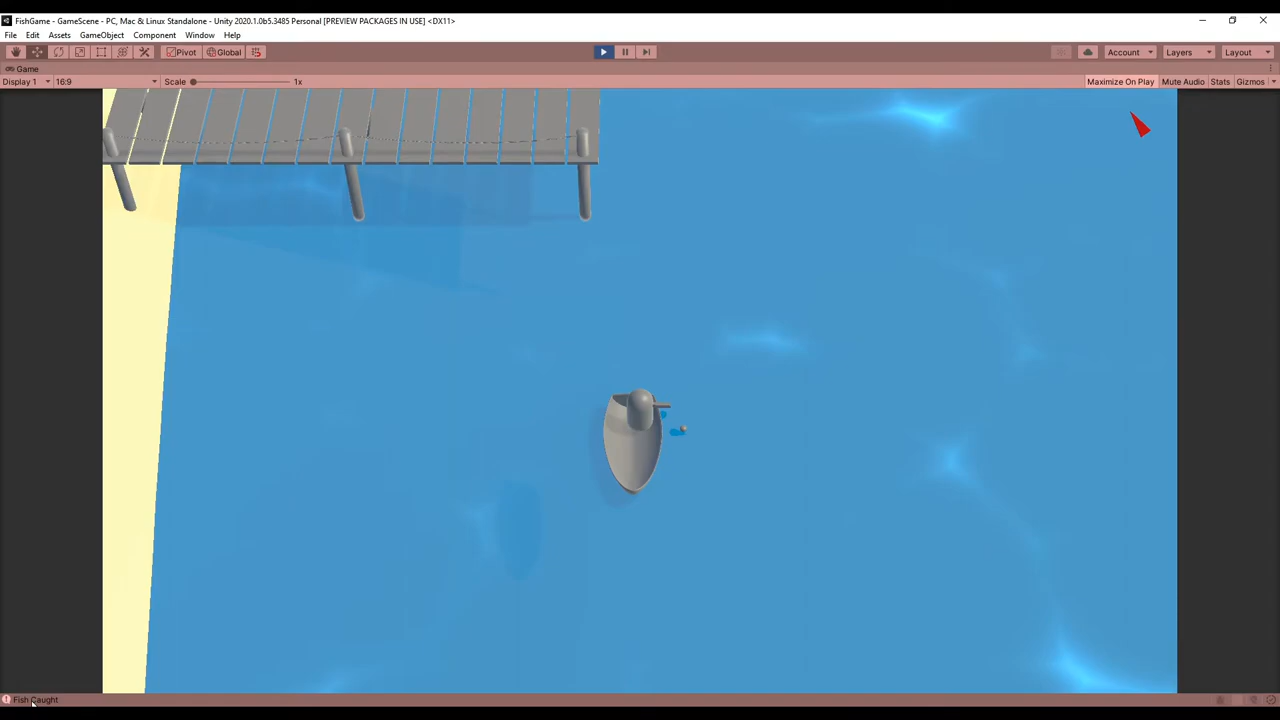 FishGame - GameScene - PC, Mac & Linux Standalone - Unity 2020.1.0b5.3485 Personal [PREVIEW PACKAGES IN USE] <DX11>
File Edit Assets GameObject Component Window Help
Pivot Global Account Layers Layout
Game
Display 1 16:9 Scale 1x Maximize On Play Mute Audio Stats Gizmos
Fish Caught